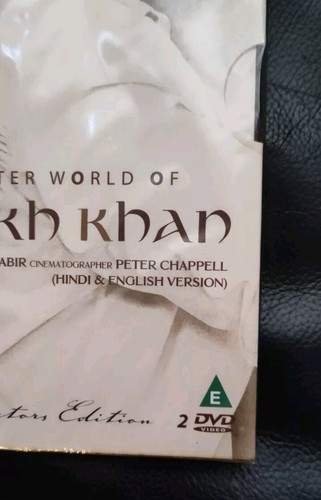 TER WORLD OF
kh Khan
ABIR CINEMATOGRAPHER PETER CHAPPELL
(HINDI & ENGLISH VERSION)
E
tors Edition
2 DVD
VIDEO